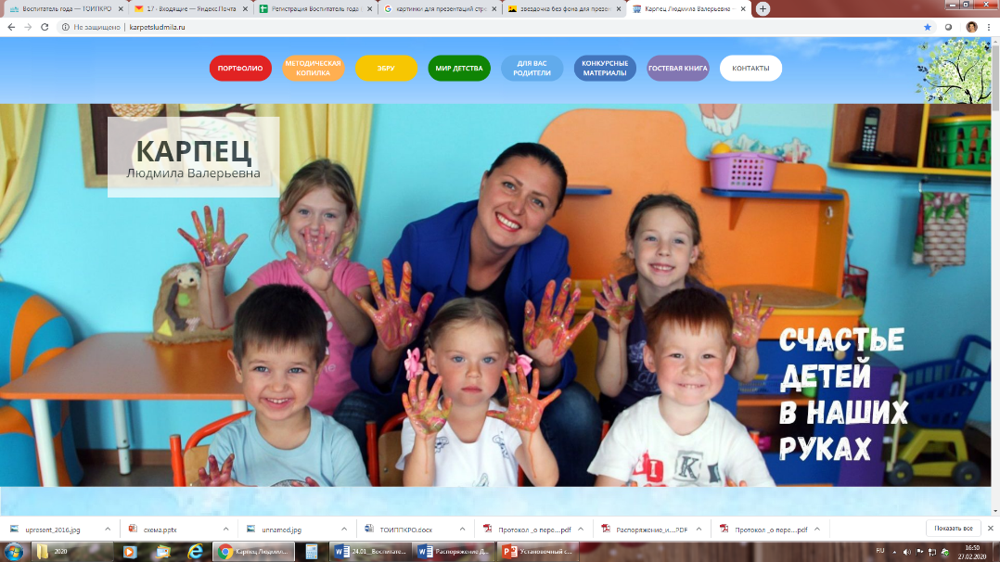 Воспитатель года — ТОИПКРО
17 · Входящие — Яндекс.Почта
Регистрация Воспитатель года
картинки для презентаций стр
звездочка без фона для презен
Карпец Людмила Валерьевна –
Не защищено | karpetsludmila.ru
ПОРТФОЛИО
МЕТОДИЧЕСКАЯ
КОПИЛКА
ЭБРУ
МИР ДЕТСТВА
ДЛЯ ВАС
РОДИТЕЛИ
КОНКУРСНЫЕ
МАТЕРИАЛЫ
ГОСТЕВАЯ КНИГА
КОНТАКТЫ
КАРПЕЦ
Людмила Валерьевна
СЧАСТЬЕ
ДЕТЕЙ
В НАШИХ
РУКАХ
upresent_2016.jpg
схема.pptx
unnamed.jpg
ТОИППКРО.docx
Протокол _о пере....pdf
Распоряжение_и....PDF
Протокол _о пере....pdf
Показать все
2020
Карпец Людмил...
24.01_Воспитате...
Распоряжение Д...
Установочный с...
RU
16:50
27.02.2020